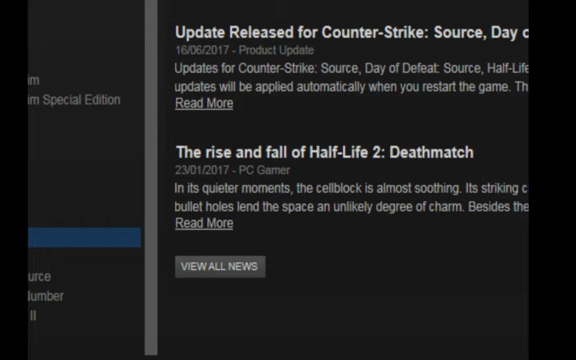 Update Released for Counter-Strike: Source, Day
16/06/2017 - Product Update
im
Updates for Counter-Strike: Source, Day of Defeat: Source, Half-Life
im Special Edition
updates will be applied automatically when you restart the game.
Read More
The rise and fall of Half-Life 2: Deathmatch
23/01/2017 - PC Gamer
In its quieter moments, the cellblock is almost soothing. Its striking
bullet holes lend the space an unlikely degree of charm. Besides the
Read More
VIEW ALL NEWS
urce
Number
II